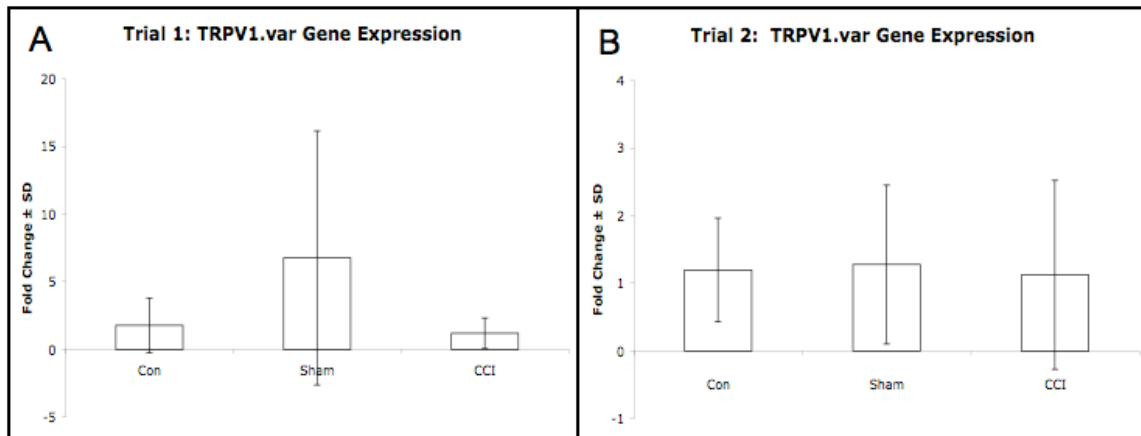 A
Trial 1: TRPV1.var Gene Expression
Fold Change ± SD
20
15
10
5
0
-5
Con Sham CCI
B
Trial 2: TRPV1.var Gene Expression
Fold Change ± SD
4
3
2
1
0
-1
Con Sham CCI